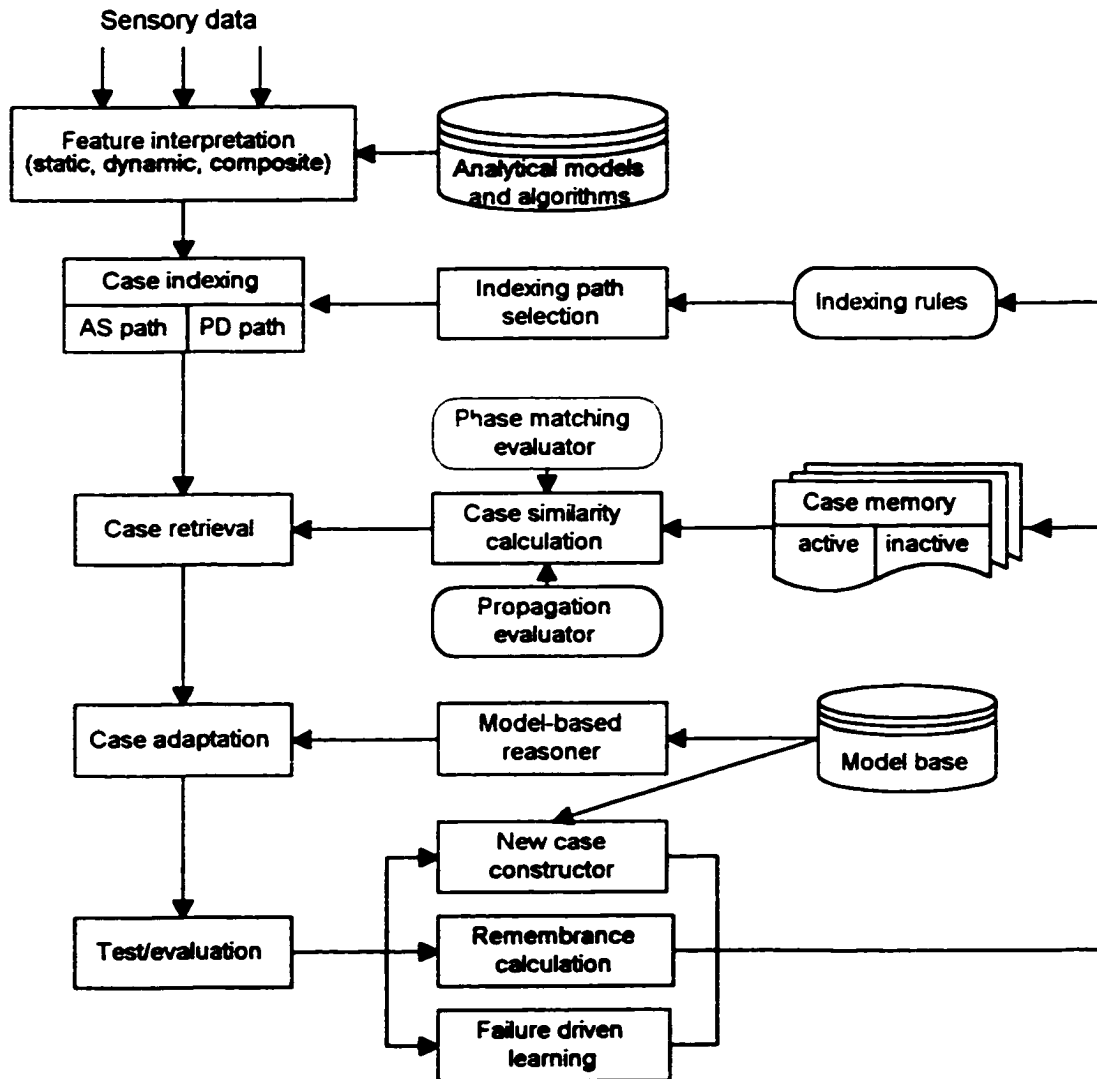 Sensory data
Feature interpretation
(static, dynamic, composite)
Analytical models
and algorithms
Case indexing
AS path
PD path
Indexing path
selection
Indexing rules
Phase matching
evaluator
Case retrieval
Case similarity
calculation
Case memory
active
inactive
Propagation
evaluator
Case adaptation
Model-based
reasoner
Model base
New case
constructor
Test/evaluation
Remembrance
calculation
Failure driven
learning